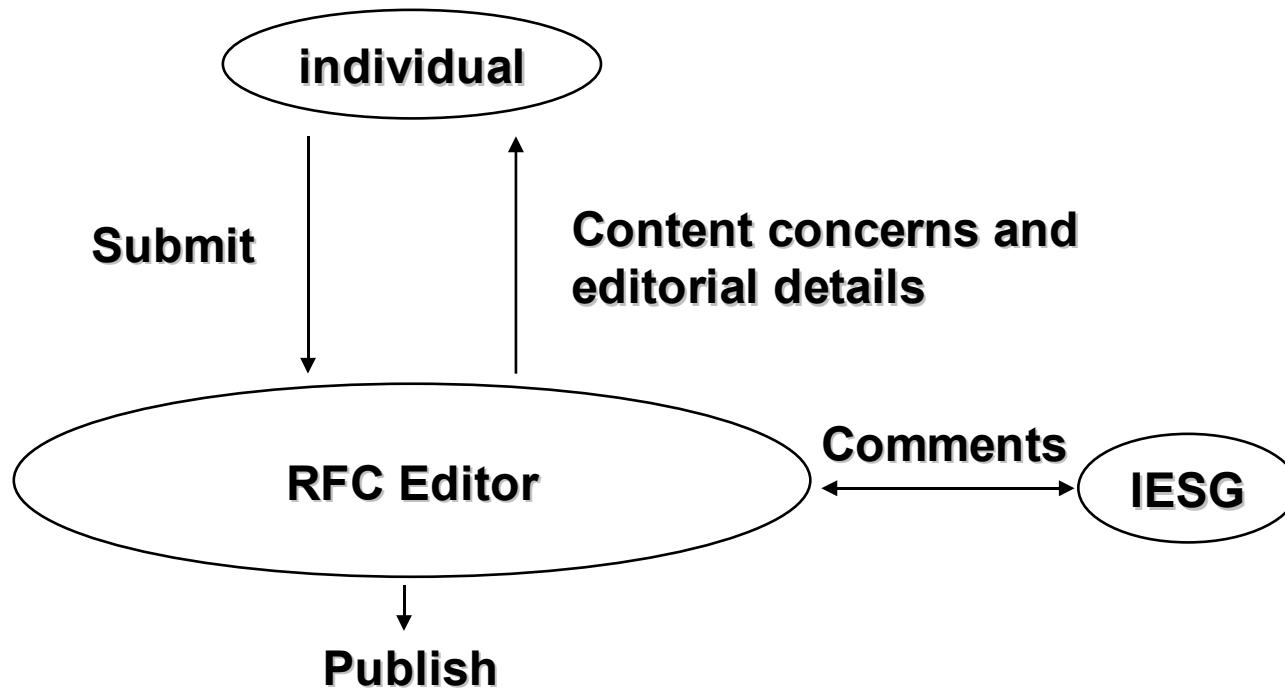 individual
Submit
Content concerns and
editorial details
Comments
RFC Editor
IESG
Publish